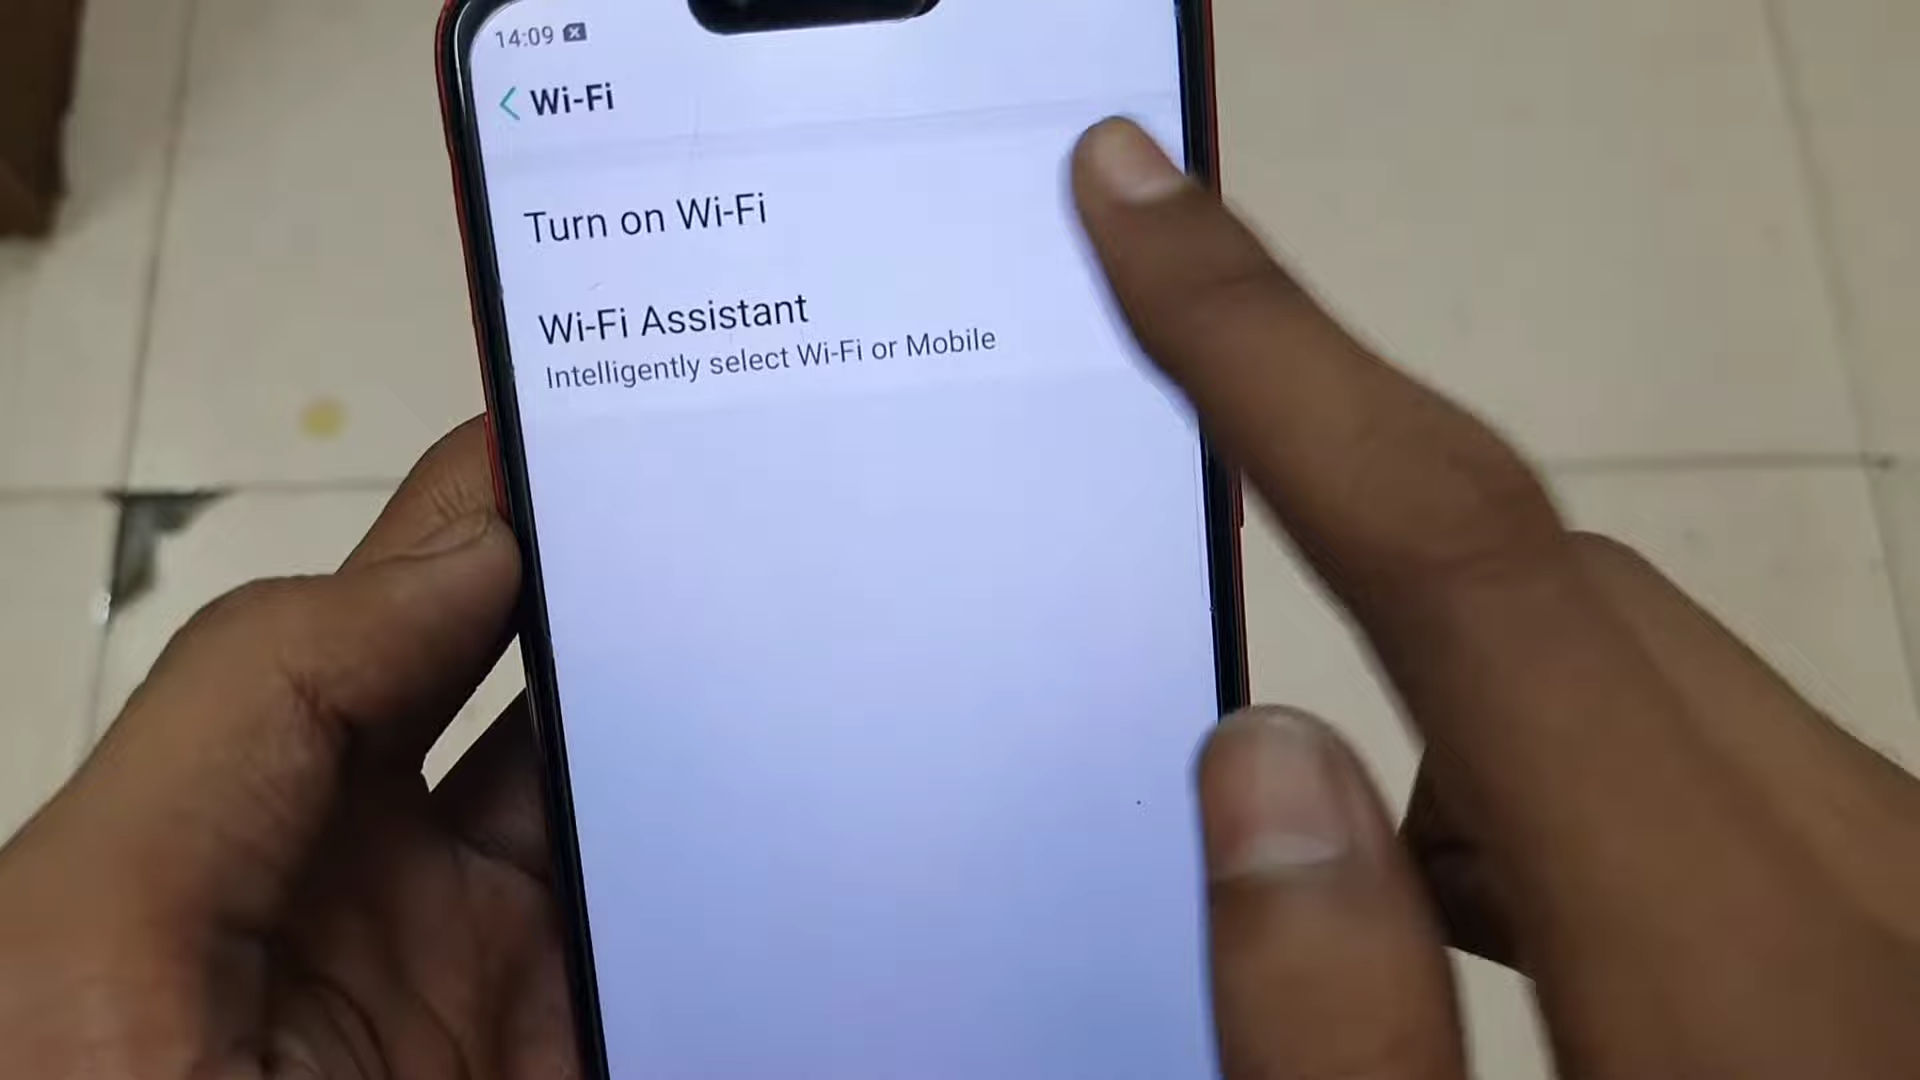 14:09
Wi-Fi
Turn on Wi-Fi
Wi-Fi Assistant
Intelligently select Wi-Fi or Mobile